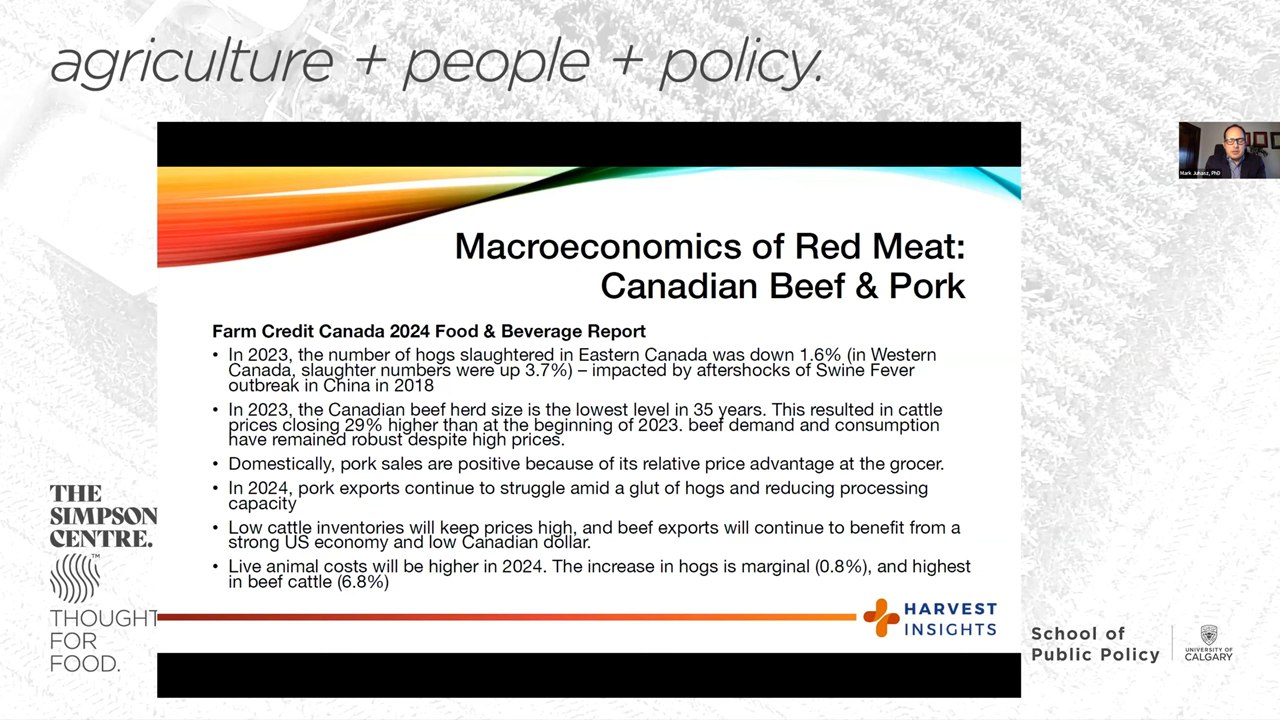 agriculture + people + policy.
Mark Juhasz, PhD
Macroeconomics of Red Meat:
Canadian Beef & Pork
Farm Credit Canada 2024 Food & Beverage Report
• In 2023, the number of hogs slaughtered in Eastern Canada was down 1.6% (in Western
Canada, slaughter numbers were up 3.7%) – impacted by aftershocks of Swine Fever
outbreak in China in 2018
• In 2023, the Canadian beef herd size is the lowest level in 35 years. This resulted in cattle
prices closing 29% higher than at the beginning of 2023. beef demand and consumption
have remained robust despite high prices.
• Domestically, pork sales are positive because of its relative price advantage at the grocer.
• In 2024, pork exports continue to struggle amid a glut of hogs and reducing processing
capacity
• Low cattle inventories will keep prices high, and beef exports will continue to benefit from a
strong US economy and low Canadian dollar.
• Live animal costs will be higher in 2024. The increase in hogs is marginal (0.8%), and highest
in beef cattle (6.8%)
HARVEST
INSIGHTS
THE
SIMPSON
CENTRE.
TM
THOUGHT
FOR
FOOD.
School of
Public Policy
UNIVERSITY OF
CALGARY